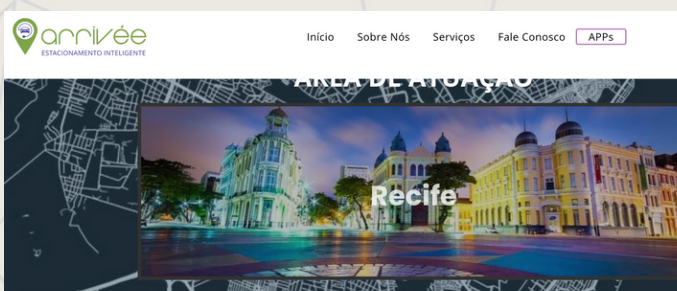 arrivée
ESTACIONAMENTO INTELIGENTE
Início Sobre Nós Serviços Fale Conosco APPs
ÁREA DE ATUAÇÃO
Recife